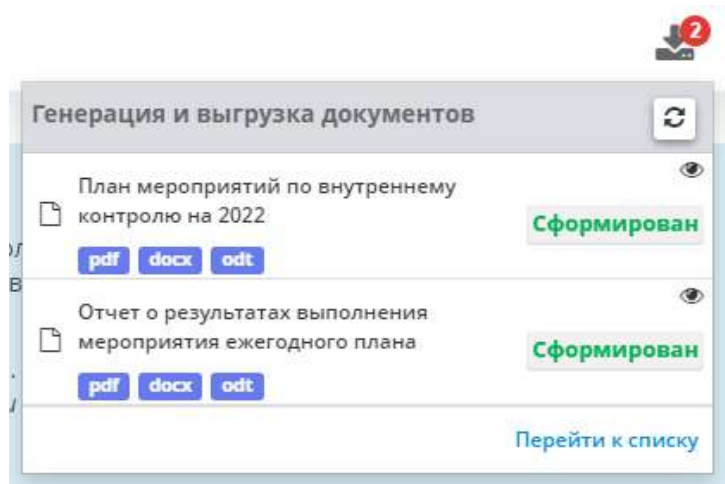 2
Генерация и выгрузка документов
План мероприятий по внутреннему
контролю на 2022
Сформирован
pdf docx odt
Отчет о результатах выполнения
мероприятия ежегодного плана
Сформирован
pdf docx odt
Перейти к списку